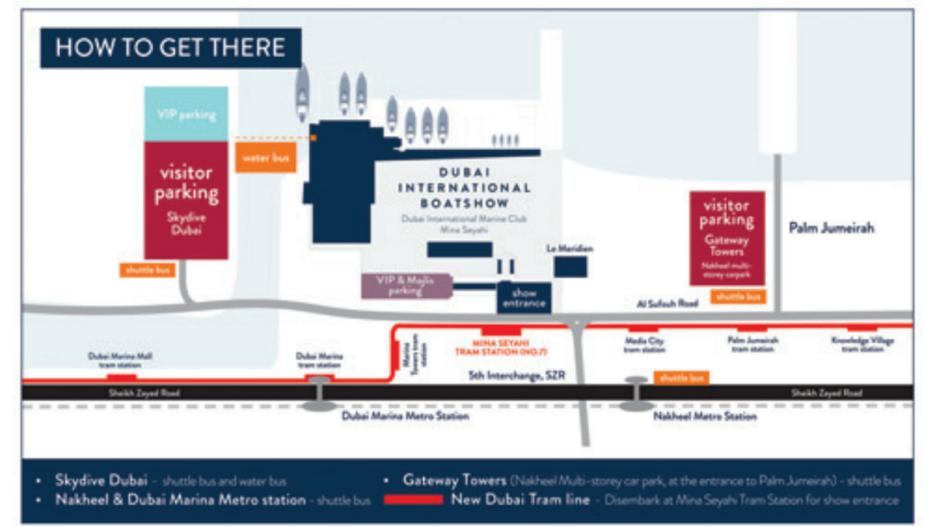 HOW TO GET THERE
VIP parking
visitor
parking
Skydive
Dubai
shuttle bus
water bus
DUBAI
INTERNATIONAL
BOATSHOW
Dubai International Marine Club
Mina Seyahi
Le Meridien
VIP & Majlis
parking
show
entrance
visitor
parking
Gateway
Towers
Nakheel multi-
storey carpark
shuttle bus
Palm Jumeirah
Al Sufouh Road
Dubai Marina Mall
tram station
Dubai Marina
tram station
Marina
Towers tram
station
MINA SEYAHI
TRAM STATION (NO.7)
Media City
tram station
Palm Jumeirah
tram station
Knowledge Village
tram station
5th Interchange, SZR
shuttle bus
Sheikh Zayed Road
Sheikh Zayed Road
Dubai Marina Metro Station
Nakheel Metro Station
• Skydive Dubai - shuttle bus and water bus
• Nakheel & Dubai Marina Metro station - shuttle bus
• Gateway Towers (Nakheel Multi-storey car park, at the entrance to Palm Jumeirah) - shuttle bus
New Dubai Tram line - Disembark at Mina Seyahi Tram Station for show entrance